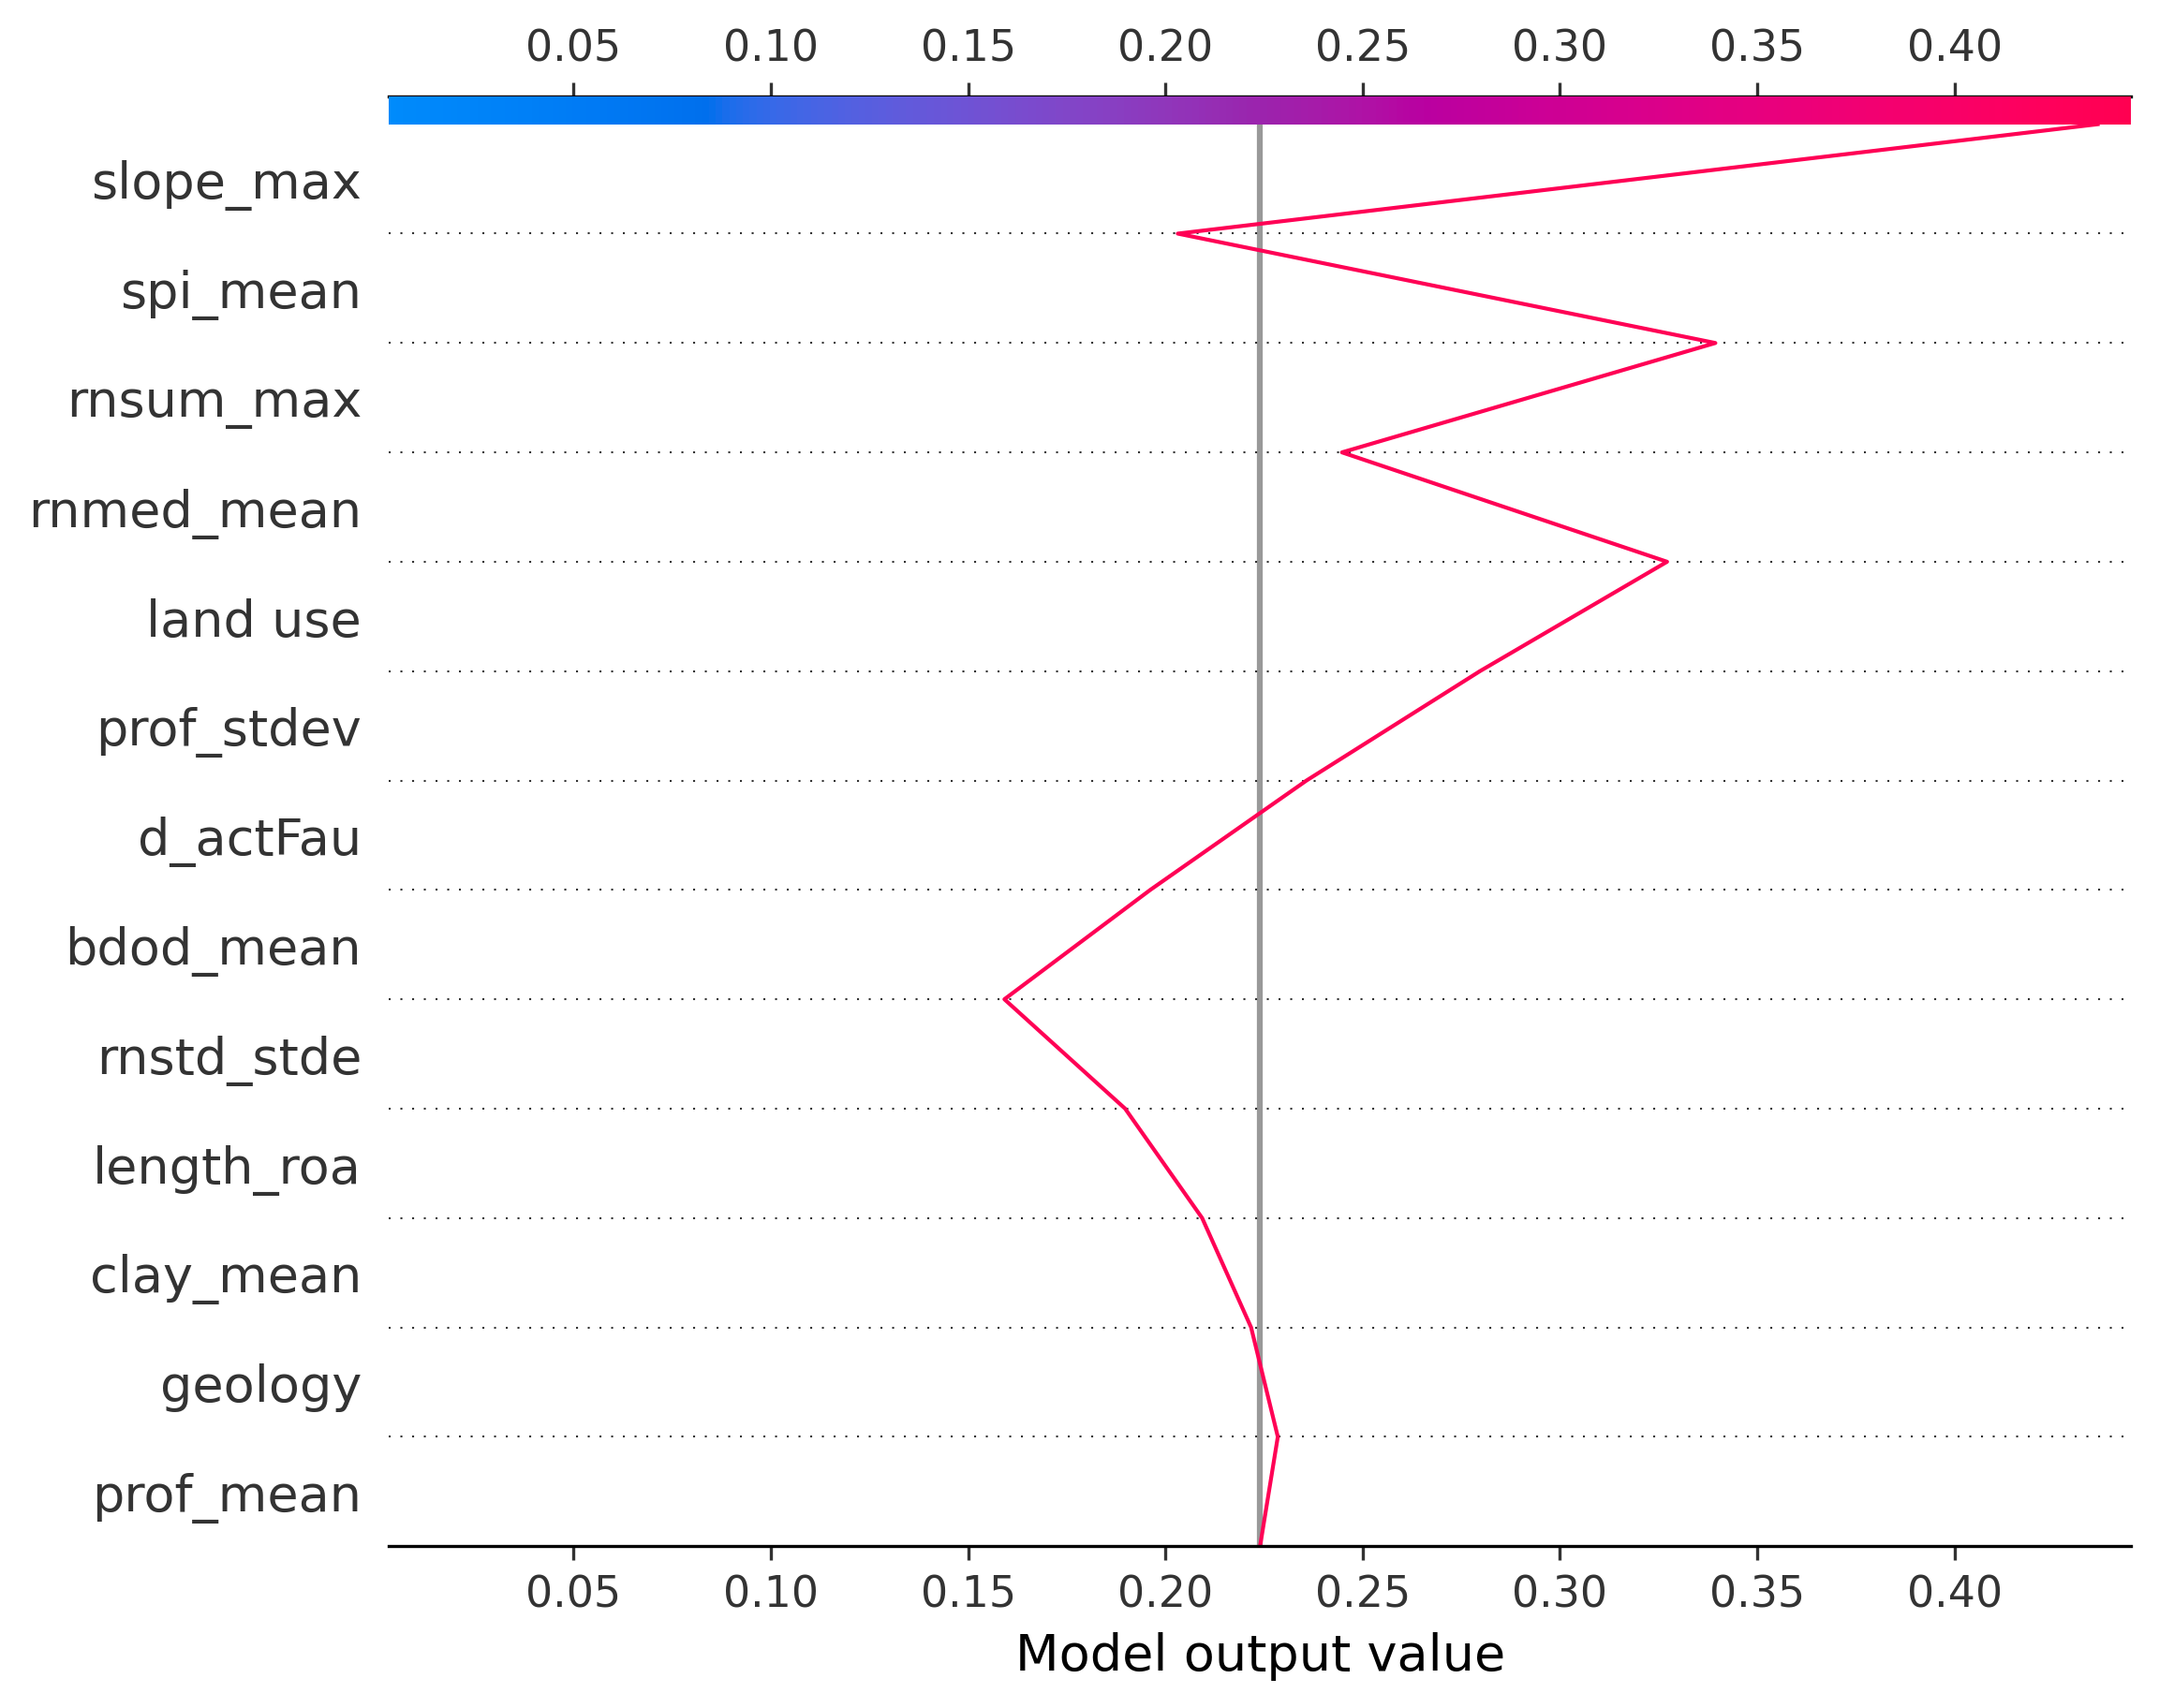 0.05 0.10 0.15 0.20 0.25 0.30 0.35 0.40
slope_max
spi_mean
rnsum_max
rnmed_mean
land use
prof_stdev
d_actFau
bdod_mean
rnstd_stde
length_roa
clay_mean
geology
prof_mean
0.05 0.10 0.15 0.20 0.25 0.30 0.35 0.40
Model output value